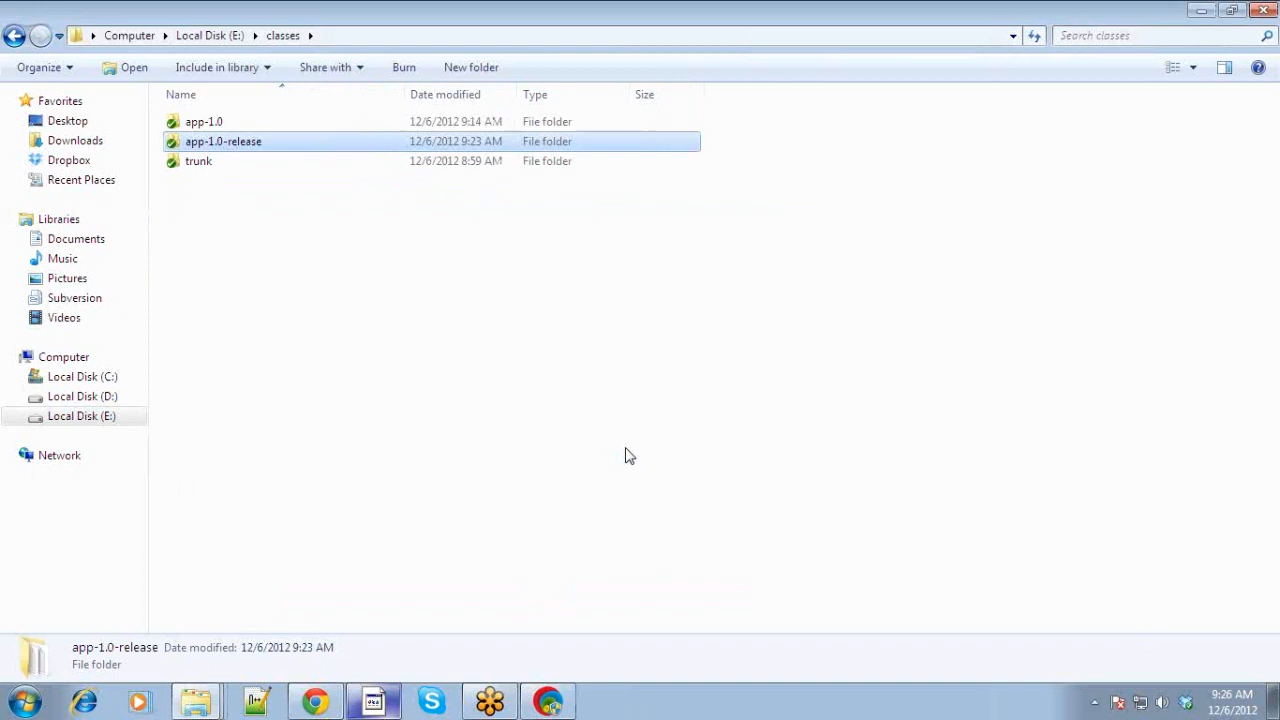 Computer Local Disk (E:) classes
Search classes
Organize Open Include in library Share with Burn New folder
Name Date modified Type Size
app-1.0 12/6/2012 9:14 AM File folder
app-1.0-release 12/6/2012 9:23 AM File folder
trunk 12/6/2012 8:59 AM File folder
Favorites
Desktop
Downloads
Dropbox
Recent Places
Libraries
Documents
Music
Pictures
Subversion
Videos
Computer
Local Disk (C:)
Local Disk (D:)
Local Disk (E:)
Network
app-1.0-release Date modified: 12/6/2012 9:23 AM
File folder
9:26 AM
12/6/2012